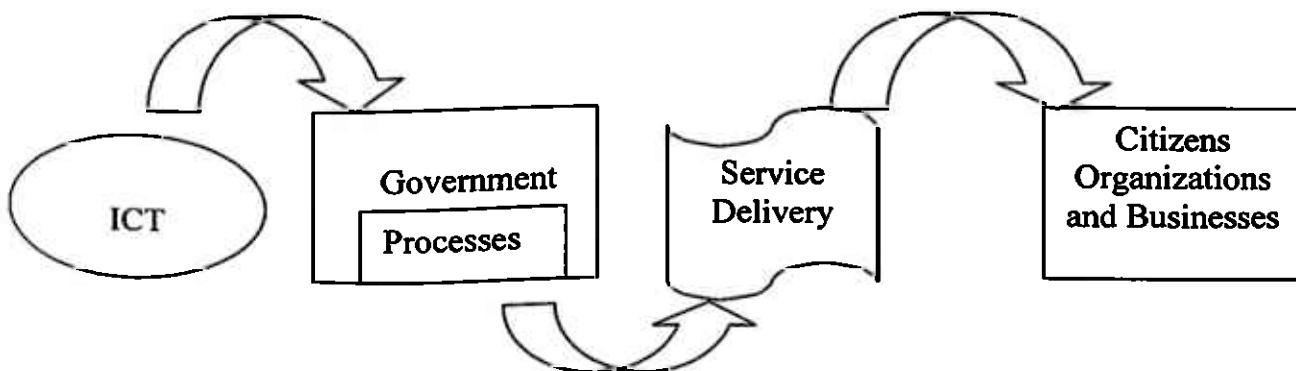 ICT
Government
Processes
Service
Delivery
Citizens
Organizations
and Businesses